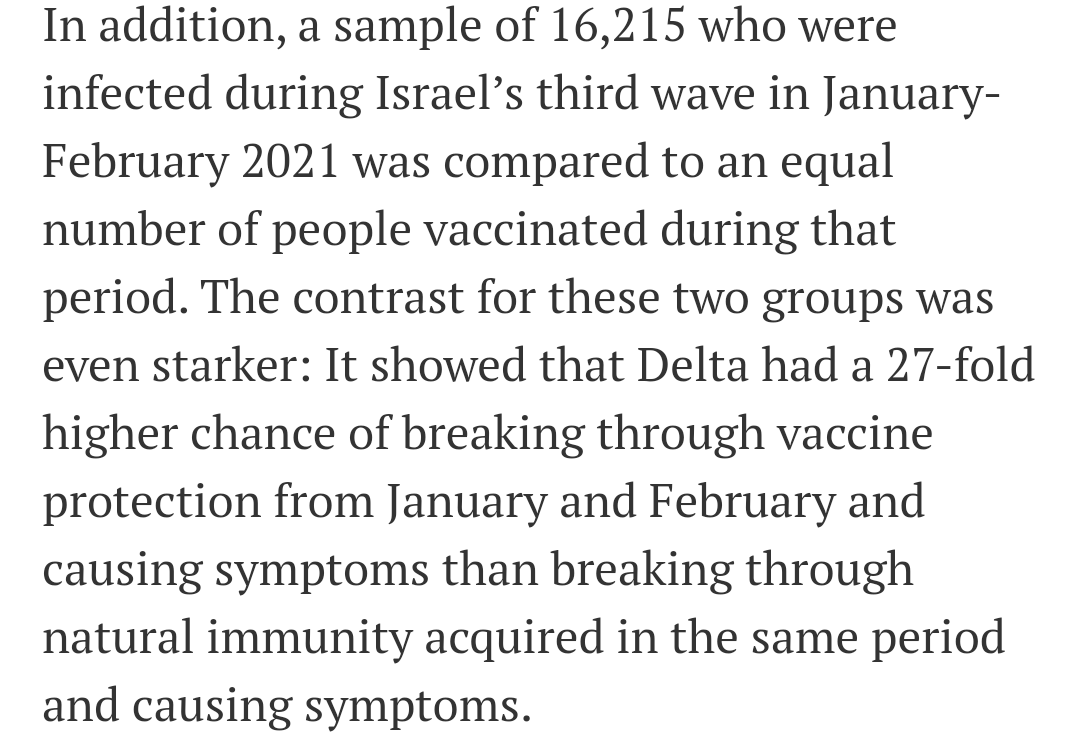 In addition, a sample of 16,215 who were
infected during Israel’s third wave in January-
February 2021 was compared to an equal
number of people vaccinated during that
period. The contrast for these two groups was
even starker: It showed that Delta had a 27-fold
higher chance of breaking through vaccine
protection from January and February and
causing symptoms than breaking through
natural immunity acquired in the same period
and causing symptoms.